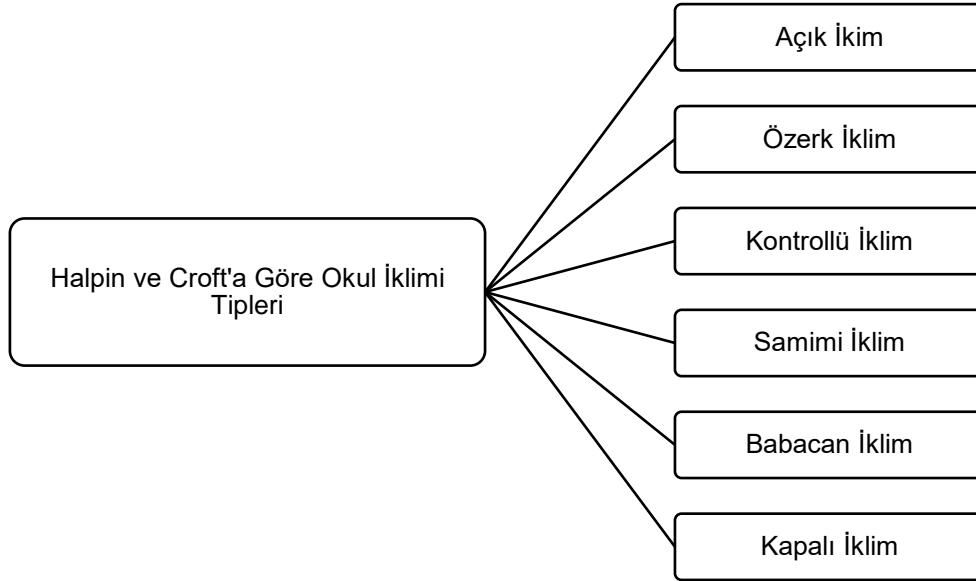 Halpin ve Croft'a Göre Okul İklimi
Tipleri
Açık İkim
Özerk İklim
Kontrollü İklim
Samimi İklim
Babacan İklim
Kapalı İklim